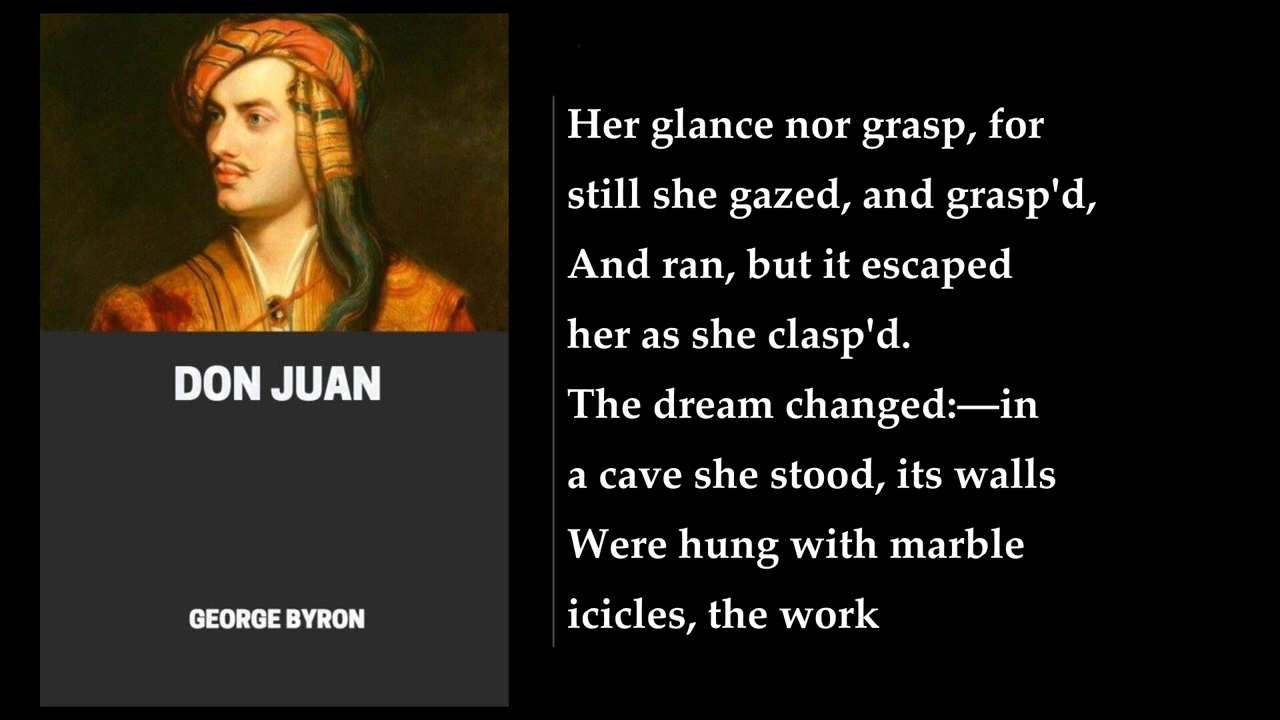 DON JUAN
GEORGE BYRON
Her glance nor grasp, for
still she gazed, and grasp'd,
And ran, but it escaped
her as she clasp'd.
The dream changed:—in
a cave she stood, its walls
Were hung with marble
icicles, the work